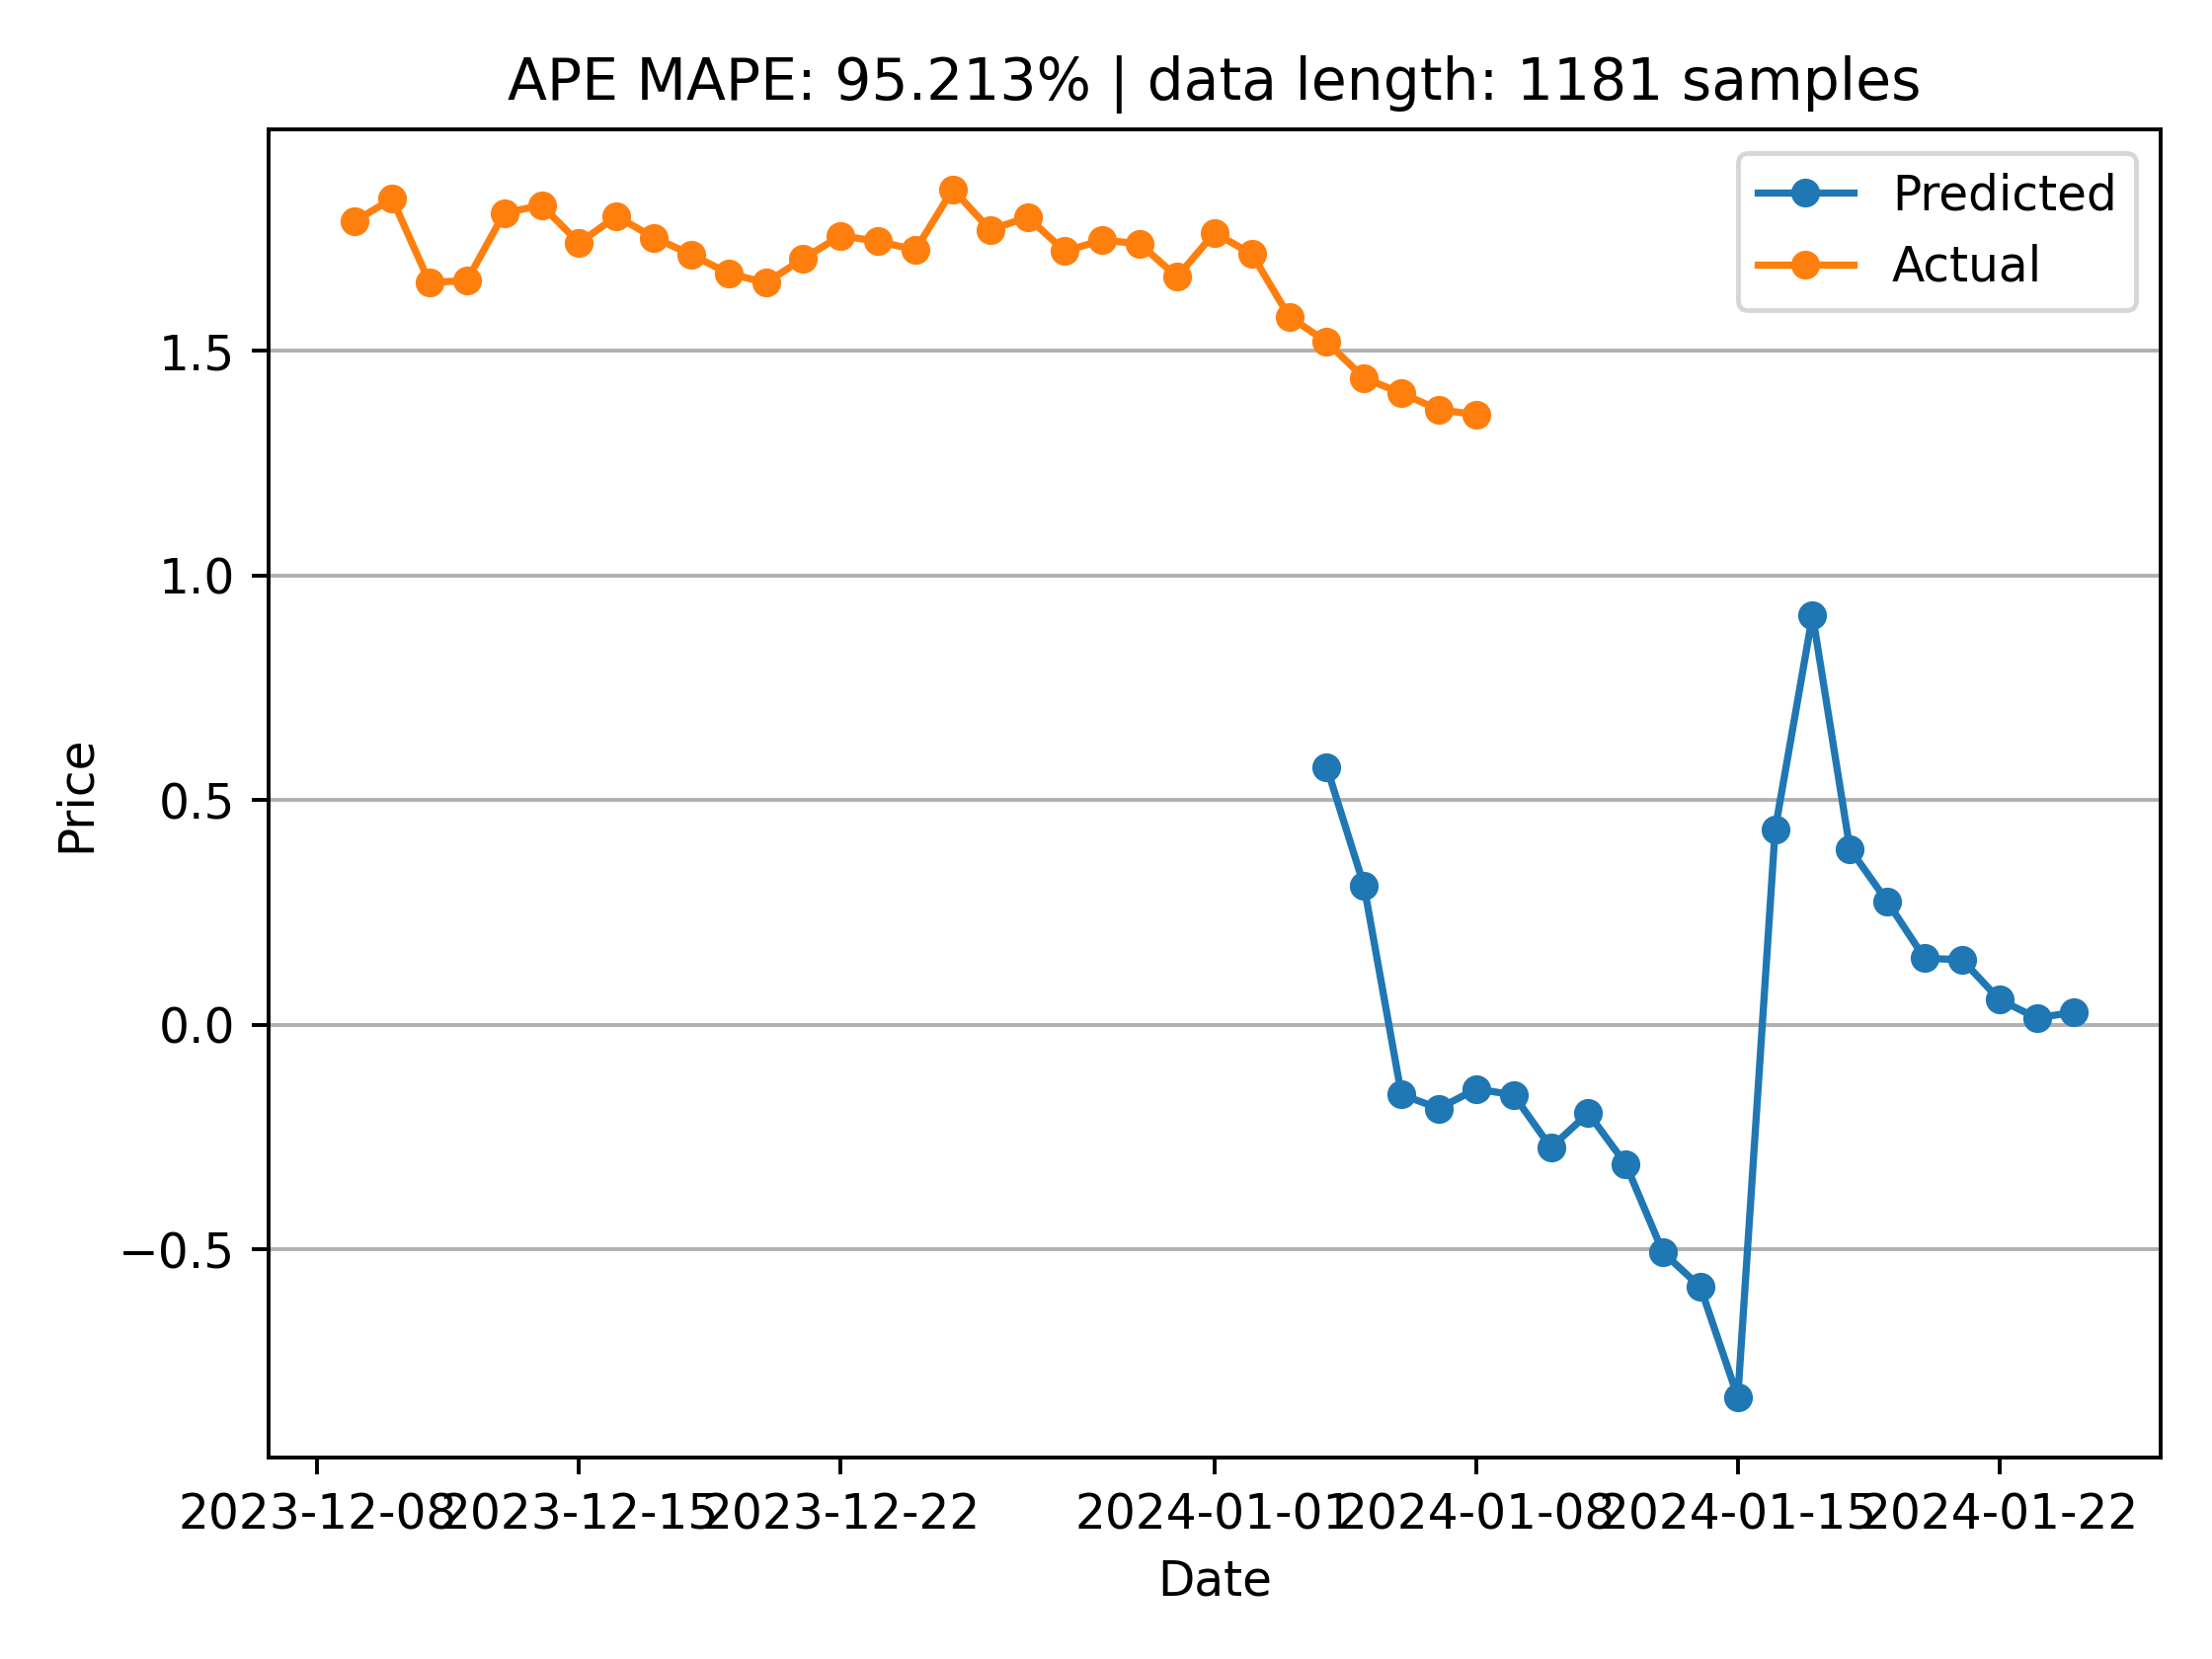 APE MAPE: 95.213% | data length: 1181 samples
Predicted
Actual
1.5
1.0
0.5
0.0
−0.5
Price
2023-12-08 2023-12-15 2023-12-22 2024-01-01 2024-01-08 2024-01-15 2024-01-22
Date